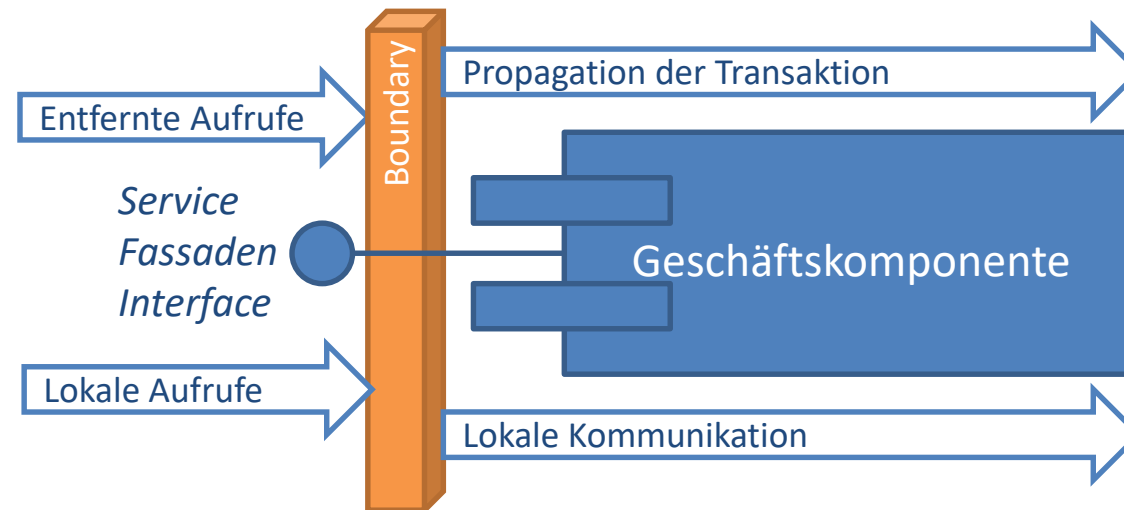 Boundary
Propagation der Transaktion
Entfernte Aufrufe
Service
Fassaden
Interface
Geschäftskomponente
Lokale Aufrufe
Lokale Kommunikation